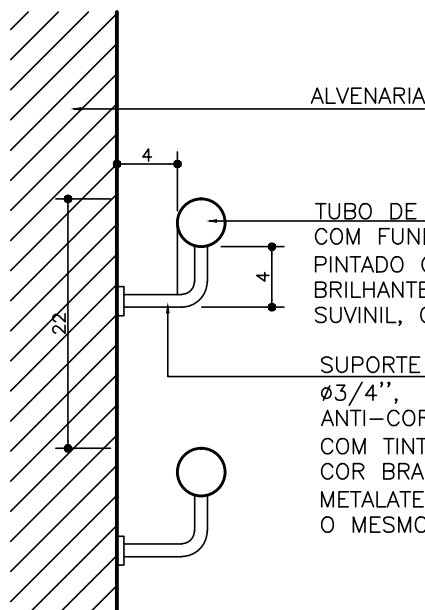 ALVENARIA
4
TUBO DE
COM FUND
PINTADO
BRILHANTE
SUVINIL,
4
22
SUPORTE
ø3/4'',
ANTI-COR
COM TINT
COR BRA
METALATE
O MESMO